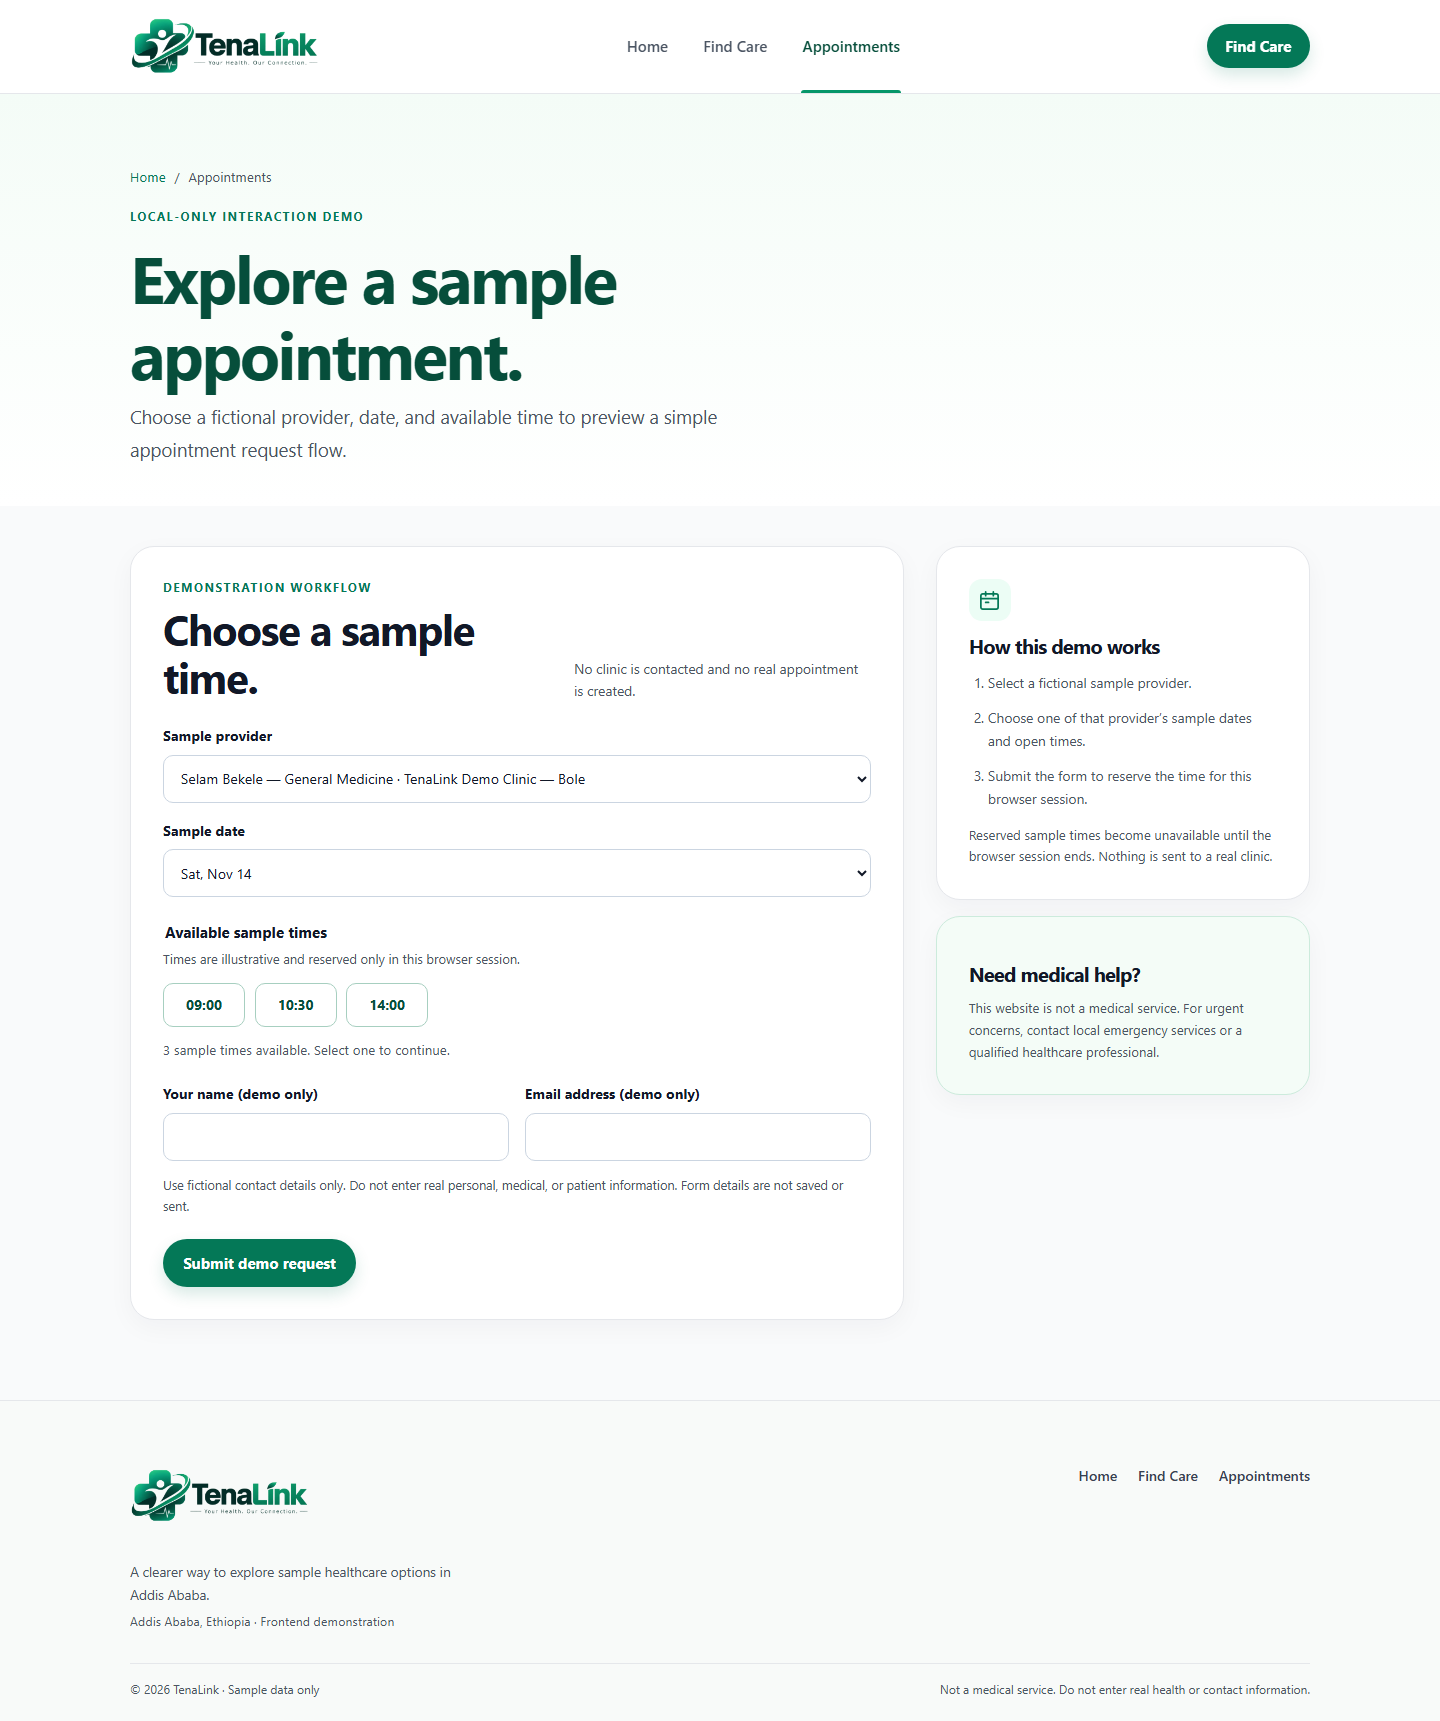 TenaLínk
Your Health. Our Connection.
Home
Find Care
Appointments
Find Care
Home / Appointments
LOCAL-ONLY INTERACTION DEMO
Explore a sample
appointment.
Choose a fictional provider, date, and available time to preview a simple
appointment request flow.
DEMONSTRATION WORKFLOW
Choose a sample
time.
No clinic is contacted and no real appointment
is created.
Sample provider
Selam Bekele — General Medicine · TenaLink Demo Clinic — Bole
Sample date
Sat, Nov 14
Available sample times
Times are illustrative and reserved only in this browser session.
09:00
10:30
14:00
3 sample times available. Select one to continue.
Your name (demo only)
Email address (demo only)
Use fictional contact details only. Do not enter real personal, medical, or patient information. Form details are not saved or
sent.
Submit demo request
How this demo works
1. Select a fictional sample provider.
2. Choose one of that provider's sample dates
and open times.
3. Submit the form to reserve the time for this
browser session.
Reserved sample times become unavailable until the
browser session ends. Nothing is sent to a real clinic.
Need medical help?
This website is not a medical service. For urgent
concerns, contact local emergency services or a
qualified healthcare professional.
TenaLínk
Your Health. Our Connection.
Home
Find Care
Appointments
A clearer way to explore sample healthcare options in
Addis Ababa.
Addis Ababa, Ethiopia · Frontend demonstration
© 2026 TenaLink · Sample data only
Not a medical service. Do not enter real health or contact information.